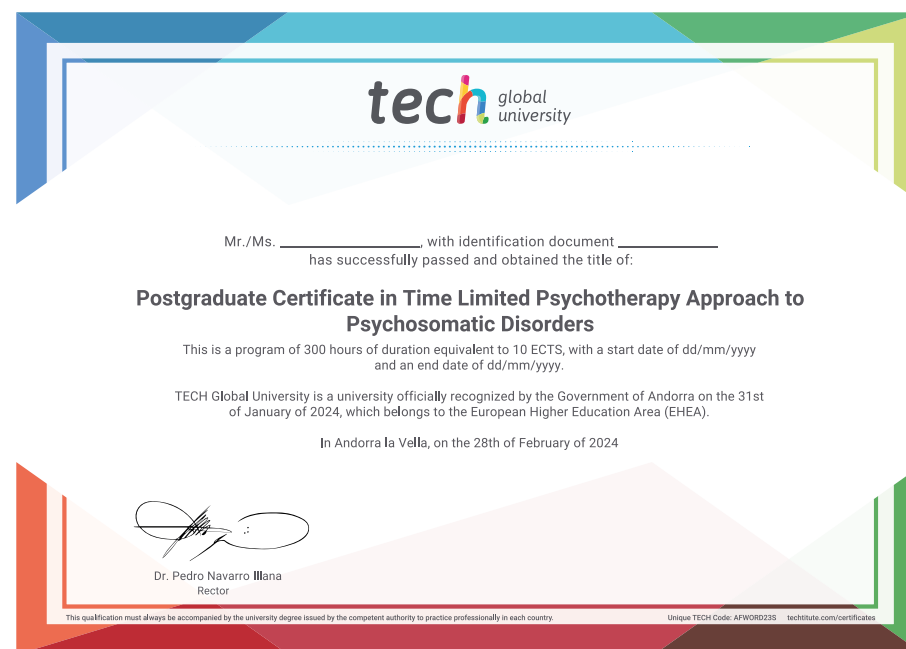 tech global
university
Mr./Ms. ____________________, with identification document ______________
has successfully passed and obtained the title of:
Postgraduate Certificate in Time Limited Psychotherapy Approach to
Psychosomatic Disorders
This is a program of 300 hours of duration equivalent to 10 ECTS, with a start date of dd/mm/yyyy
and an end date of dd/mm/yyyy.
TECH Global University is a university officially recognized by the Government of Andorra on the 31st
of January of 2024, which belongs to the European Higher Education Area (EHEA).
In Andorra la Vella, on the 28th of February of 2024
Dr. Pedro Navarro Illana
Rector
This qualification must always be accompanied by the university degree issued by the competent authority to practice professionally in each country.
Unique TECH Code: AFWORD23S techtitute.com/certificates